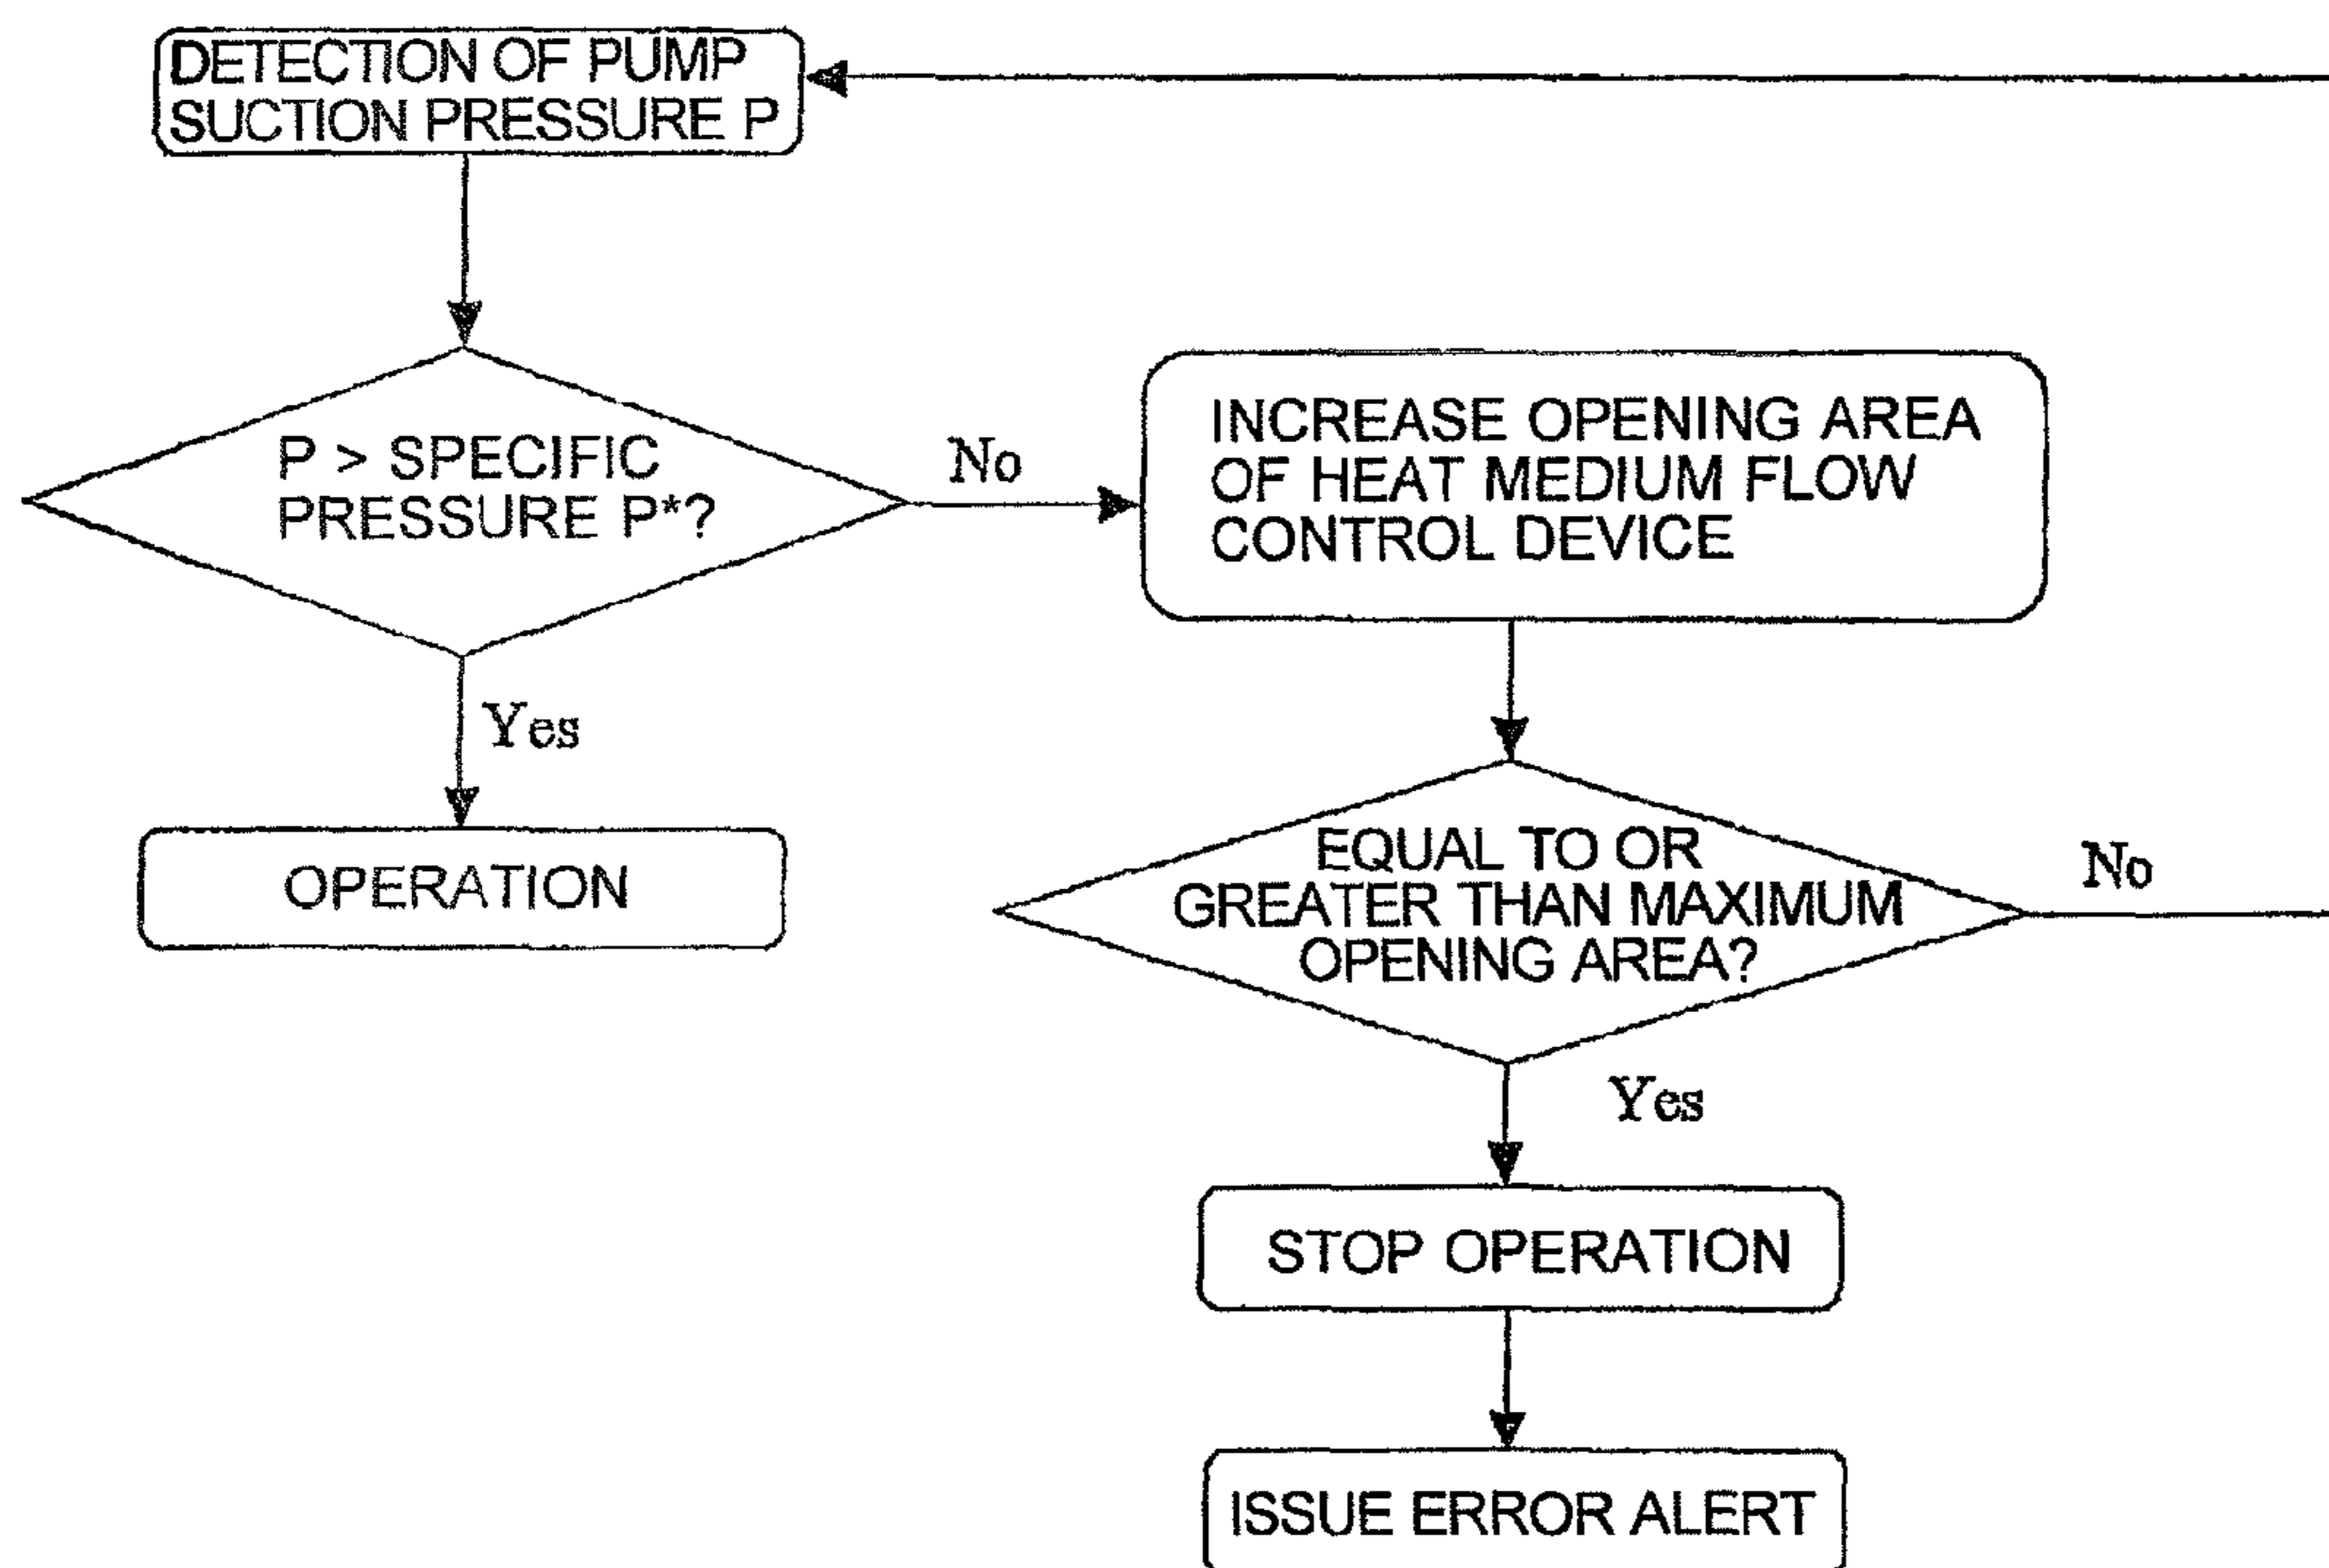 DETECTION OF PUMP
SUCTION PRESSURE P
P > SPECIFIC
PRESSURE P*?
No
INCREASE OPENING AREA
OF HEAT MEDIUM FLOW
CONTROL DEVICE
Yes
OPERATION
EQUAL TO OR
GREATER THAN MAXIMUM
OPENING AREA?
No
Yes
STOP OPERATION
ISSUE ERROR ALERT